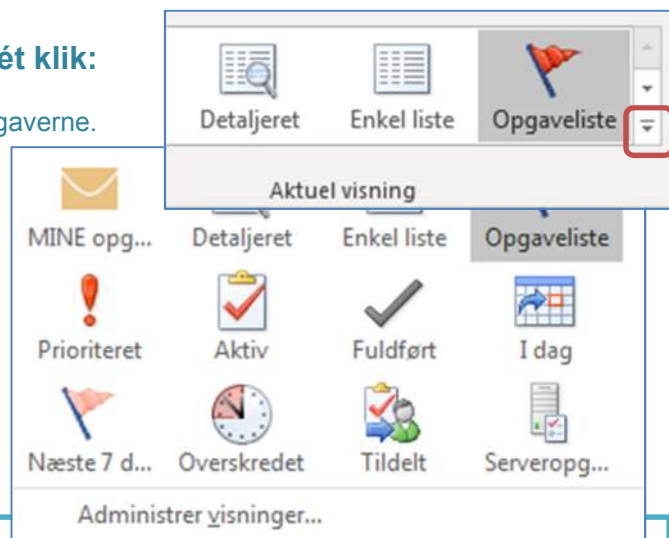 ét klik:
gaverne.
Detaljeret Enkel liste Opgaveliste
Aktuel visning
MINE opg... Detaljeret Enkel liste Opgaveliste
Prioriteret Aktiv Fuldført I dag
Næste 7 d... Overskredet Tildelt Serveropg...
Administrer visninger...